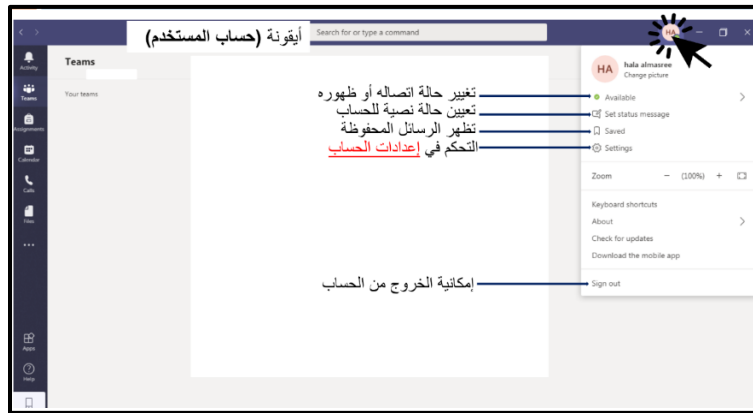 أيقونة (حساب المستخدم)
Search for or type a command
HA
Activity
Teams
Assignments
Calendar
Calls
Files
Apps
Help
Teams
Your teams
HA
hala almasree
Change picture
تغيير حالة اتصاله أو ظهوره
Available
تعيين حالة نصية للحساب
Set status message
تظهر الرسائل المحفوظة
Saved
التحكم في إعدادات الحساب
Settings
Zoom - (100%) +
Keyboard shortcuts
About
Check for updates
Download the mobile app
إمكانية الخروج من الحساب
Sign out